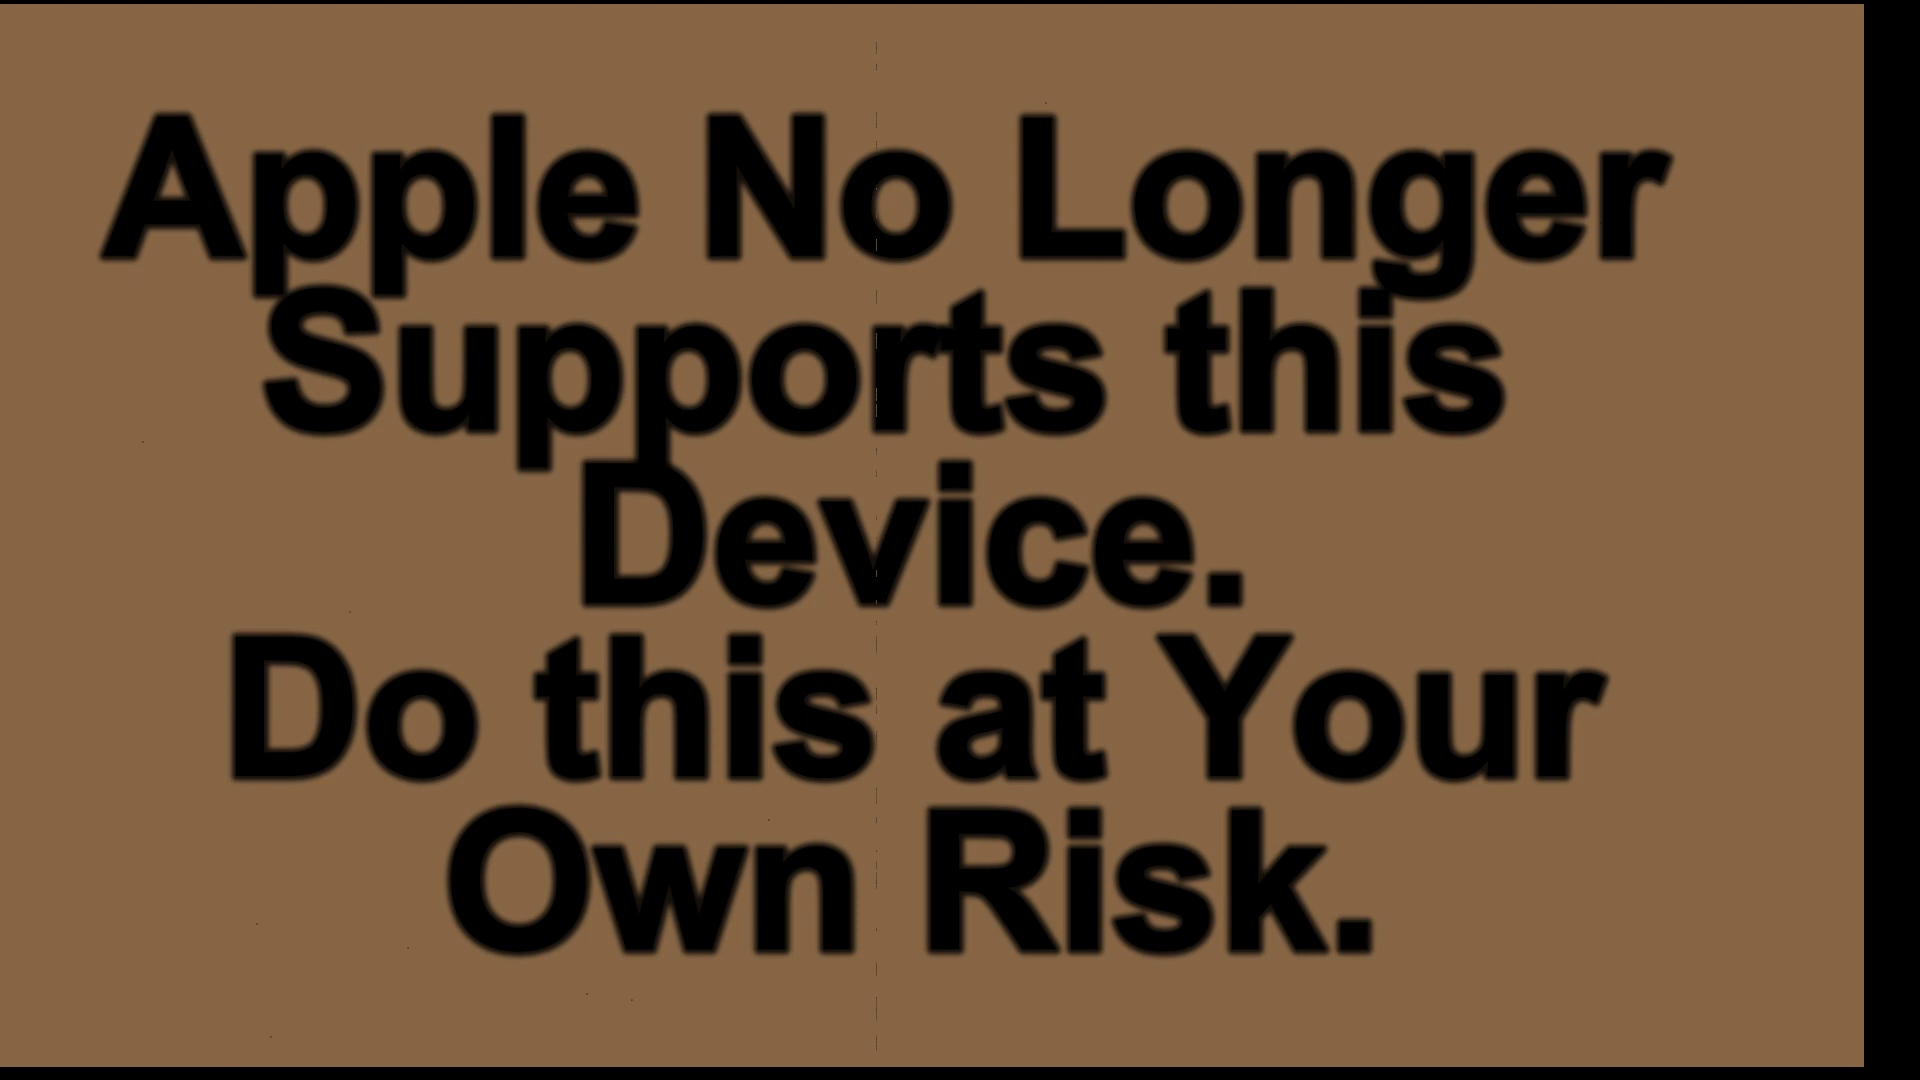 Apple No Longer
Supports this
Device.
Do this at Your
Own Risk.